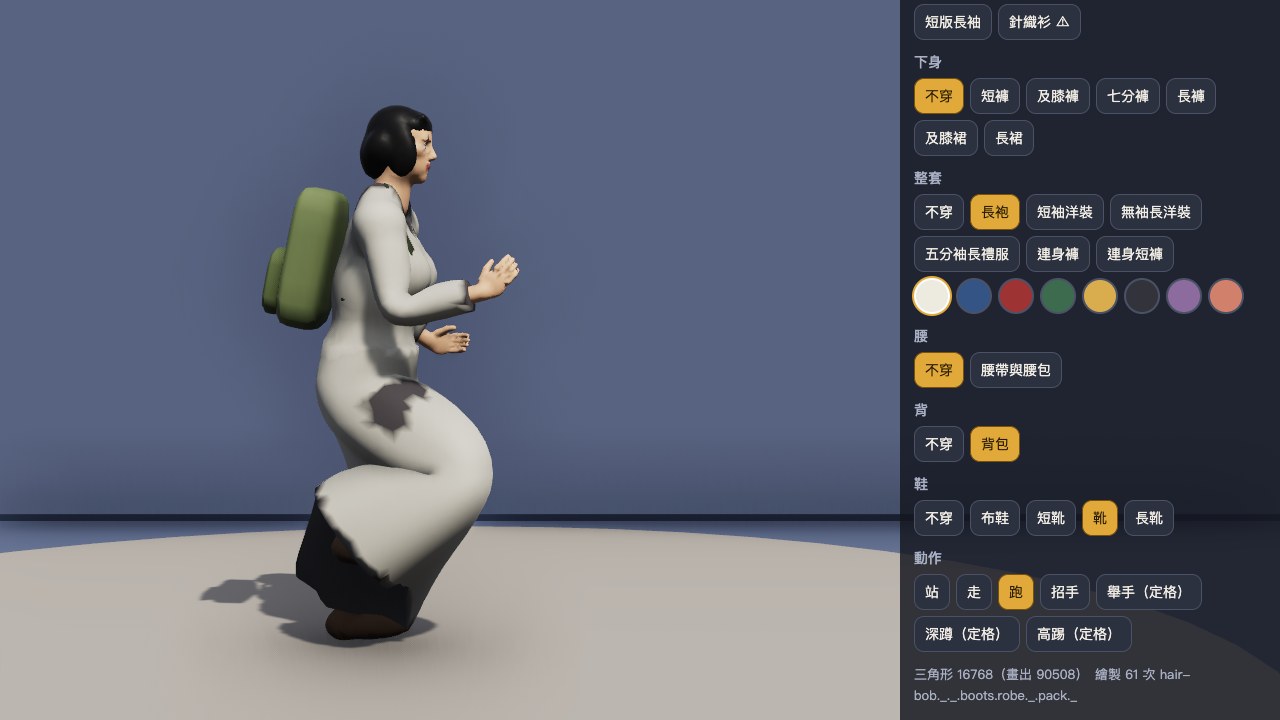 短版長袖 針織衫 ⚠
下身
不穿 短褲 及膝褲 七分褲 長褲
及膝裙 長裙
整套
不穿 長袍 短袖洋裝 無袖長洋裝
五分袖長禮服 連身褲 連身短褲
腰
不穿 腰帶與腰包
背
不穿 背包
鞋
不穿 布鞋 短靴 靴 長靴
動作
站 走 跑 招手 舉手（定格）
深蹲（定格） 高踢（定格）
三角形 16768（畫出 90508） 繪製 61 次 hair-
bob._._.boots.robe._.pack._